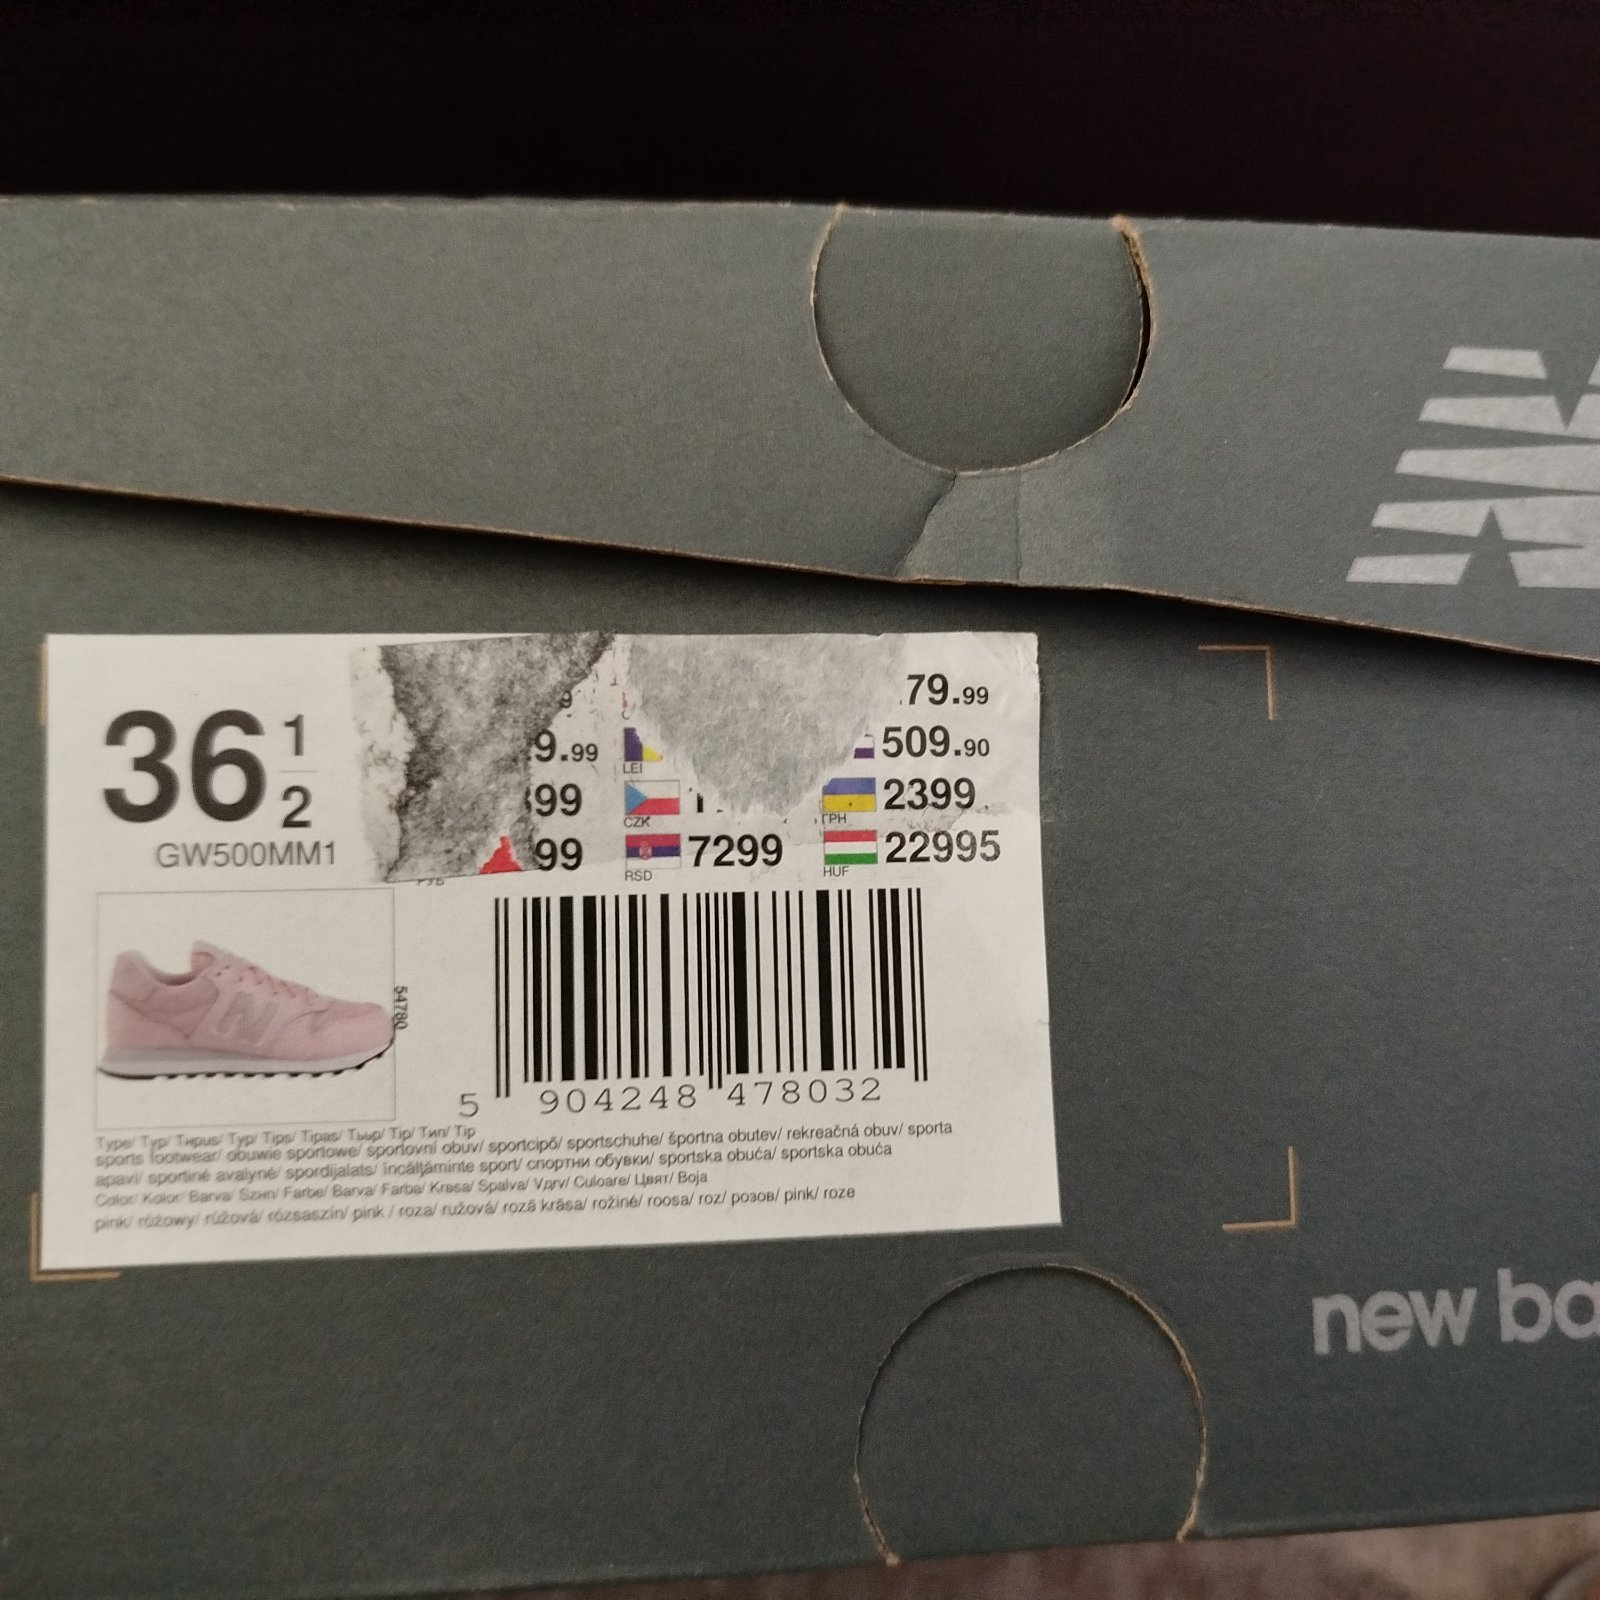 36 1/2
GW500MM1
79.99
9.99
LEI
509.90
99
CZK
ГРН
2399
99
RSD
7299
HUF
22995
54780
5 904248 478032
Type/ Typ/ Típus/ Typ/ Tips/ Tipas/ Tüüp/ Tip/ Тип/ Tip
sports footwear/ obuwie sportowe/ sportovní obuv/ sportcipő/ sportschuhe/ športna obutev/ rekreačná obuv/ sporta
apavi/ sportinė avalynė/ spordijalats/ încălțăminte sport/ спортни обувки/ sportska obuća/ sportska obuća
Color/ Kolor/ Barva/ Szín/ Farbe/ Barva/ Farba/ Krāsa/ Spalva/ Värv/ Culoare/ Цвят/ Boja
pink/ różowy/ růžová/ rózsaszín/ pink / roza/ ružová/ rozā krāsa/ rožinė/ roosa/ roz/ розов/ pink/ roze
new ba